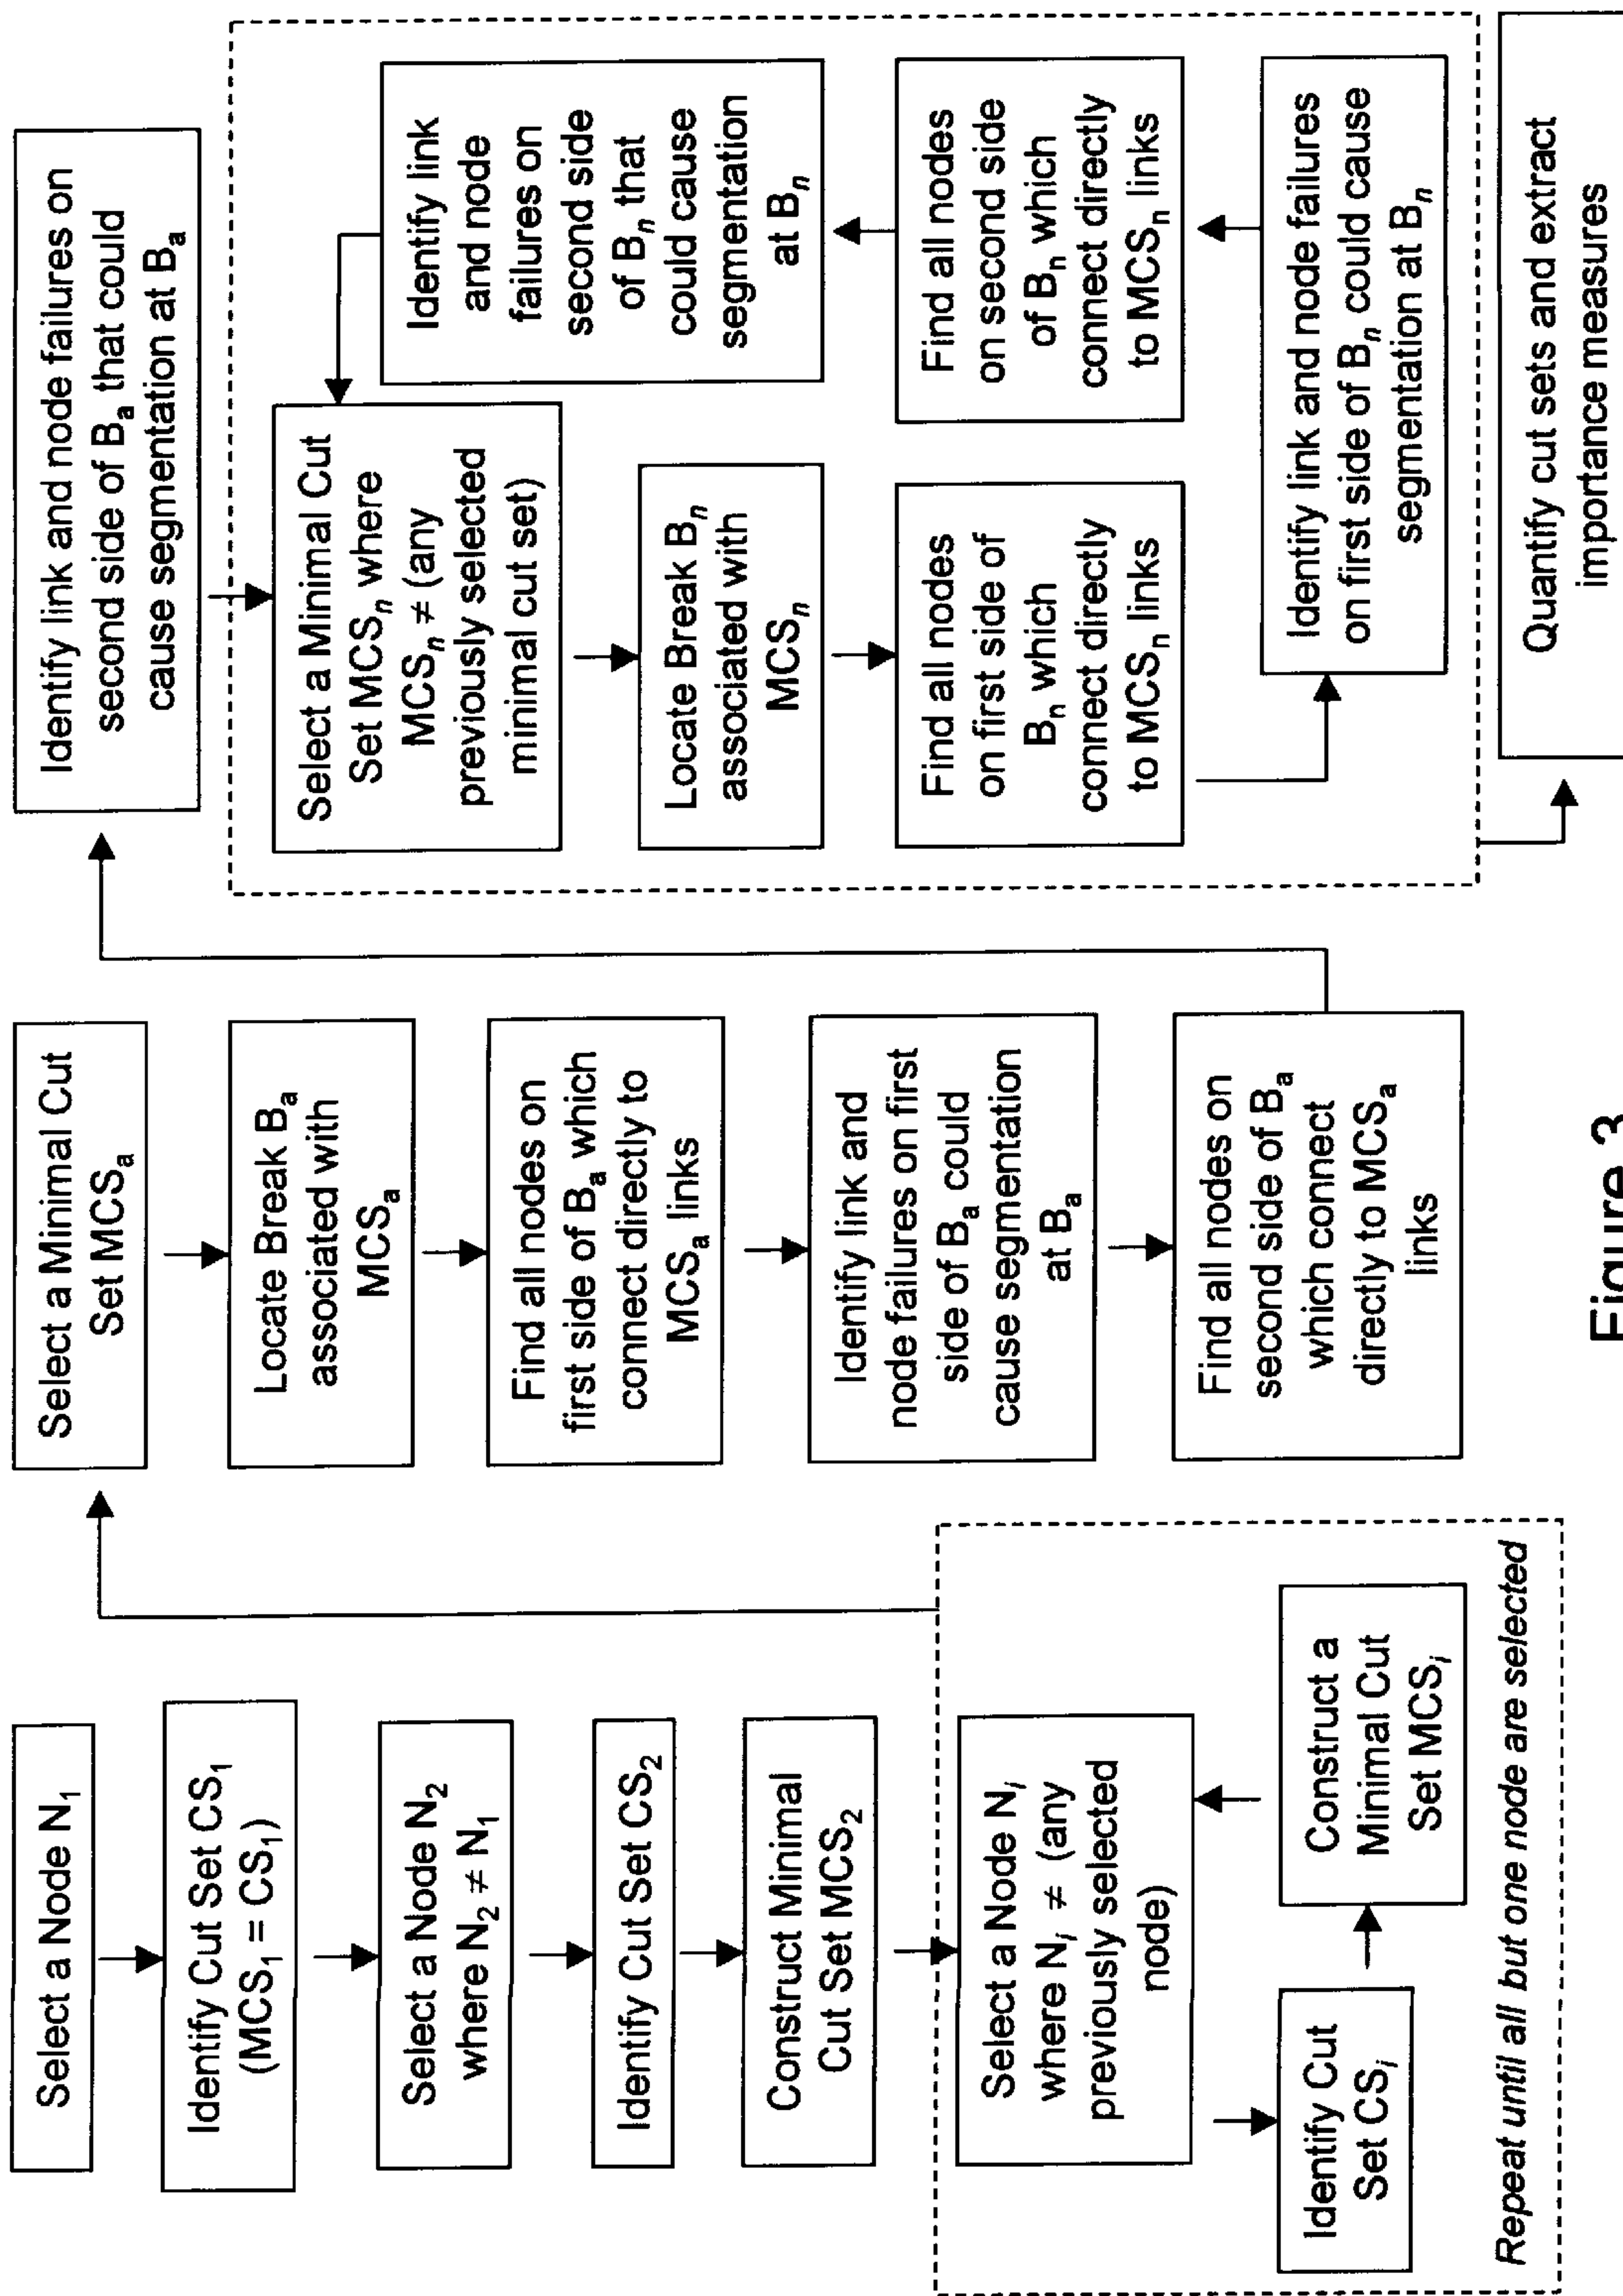 Select a Node N₁
Identify Cut Set CS₁
(MCS₁ = CS₁)
Select a Node N₂
where N₂ ≠ N₁
Identify Cut Set CS₂
Construct Minimal
Cut Set MCS₂
Select a Node Nᵢ
where Nᵢ ≠ (any
previously selected
node)
Identify Cut
Set CSᵢ
Construct a
Minimal Cut
Set MCSᵢ
Repeat until all but one node are selected
Select a Minimal Cut
Set MCSₐ
Locate Break Bₐ
associated with
MCSₐ
Find all nodes on
first side of Bₐ which
connect directly to
MCSₐ links
Identify link and
node failures on first
side of Bₐ could
cause segmentation
at Bₐ
Find all nodes on
second side of Bₐ
which connect
directly to MCSₐ
links
Identify link and node failures on
second side of Bₐ that could
cause segmentation at Bₐ
Select a Minimal Cut
Set MCSₙ where
MCSₙ ≠ (any
previously selected
minimal cut set)
Locate Break Bₙ
associated with
MCSₙ
Find all nodes
on first side of
Bₙ which
connect directly
to MCSₙ links
Identify link and node failures
on first side of Bₙ could cause
segmentation at Bₙ
Find all nodes
on second side
of Bₙ which
connect directly
to MCSₙ links
Identify link
and node
failures on
second side
of Bₙ that
could cause
segmentation
at Bₙ
Quantify cut sets and extract
importance measures
Figure 3